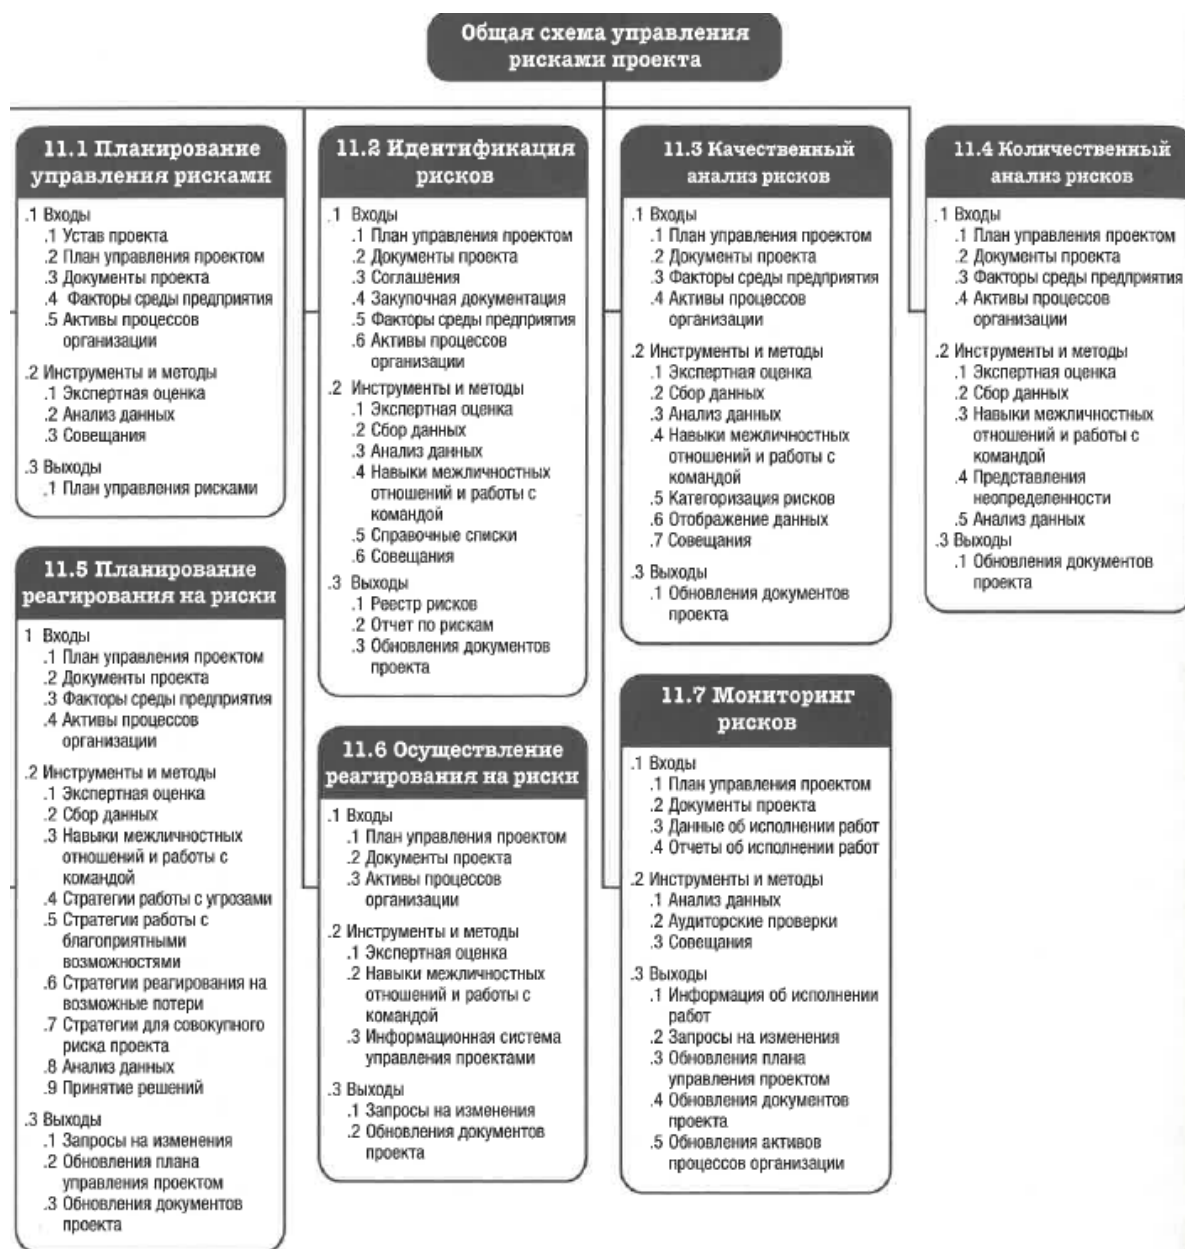 Общая схема управления
рисками проекта
11.1 Планирование
управления рисками
.1 Входы
.1 Устав проекта
.2 План управления проектом
.3 Документы проекта
.4 Факторы среды предприятия
.5 Активы процессов
организации
.2 Инструменты и методы
.1 Экспертная оценка
.2 Анализ данных
.3 Совещания
.3 Выходы
.1 План управления рисками
11.2 Идентификация
рисков
.1 Входы
.1 План управления проектом
.2 Документы проекта
.3 Соглашения
.4 Закупочная документация
.5 Факторы среды предприятия
.6 Активы процессов
организации
.2 Инструменты и методы
.1 Экспертная оценка
.2 Сбор данных
.3 Анализ данных
.4 Навыки межличностных
отношений и работы с
командой
.5 Справочные списки
.6 Совещания
.3 Выходы
.1 Реестр рисков
.2 Отчет по рискам
.3 Обновления документов
проекта
11.3 Качественный
анализ рисков
.1 Входы
.1 План управления проектом
.2 Документы проекта
.3 Факторы среды предприятия
.4 Активы процессов
организации
.2 Инструменты и методы
.1 Экспертная оценка
.2 Сбор данных
.3 Анализ данных
.4 Навыки межличностных
отношений и работы с
командой
.5 Категоризация рисков
.6 Отображение данных
.7 Совещания
.3 Выходы
.1 Обновления документов
проекта
11.4 Количественный
анализ рисков
.1 Входы
.1 План управления проектом
.2 Документы проекта
.3 Факторы среды предприятия
.4 Активы процессов
организации
.2 Инструменты и методы
.1 Экспертная оценка
.2 Сбор данных
.3 Навыки межличностных
отношений и работы с
командой
.4 Представления
неопределенности
.5 Анализ данных
.3 Выходы
.1 Обновления документов
проекта
11.5 Планирование
реагирования на риски
1 Входы
.1 План управления проектом
.2 Документы проекта
.3 Факторы среды предприятия
.4 Активы процессов
организации
.2 Инструменты и методы
.1 Экспертная оценка
.2 Сбор данных
.3 Навыки межличностных
отношений и работы с
командой
.4 Стратегии работы с угрозами
.5 Стратегии работы с
благоприятными
возможностями
.6 Стратегии реагирования на
возможные потери
.7 Стратегии для совокупного
риска проекта
.8 Анализ данных
.9 Принятие решений
.3 Выходы
.1 Запросы на изменения
.2 Обновления плана
управления проектом
.3 Обновления документов
проекта
11.6 Осуществление
реагирования на риски
.1 Входы
.1 План управления проектом
.2 Документы проекта
.3 Активы процессов
организации
.2 Инструменты и методы
.1 Экспертная оценка
.2 Навыки межличностных
отношений и работы с
командой
.3 Информационная система
управления проектами
.3 Выходы
.1 Запросы на изменения
.2 Обновления документов
проекта
11.7 Мониторинг
рисков
.1 Входы
.1 План управления проектом
.2 Документы проекта
.3 Данные об исполнении работ
.4 Отчеты об исполнении работ
.2 Инструменты и методы
.1 Анализ данных
.2 Аудиторские проверки
.3 Совещания
.3 Выходы
.1 Информация об исполнении
работ
.2 Запросы на изменения
.3 Обновления плана
управления проектом
.4 Обновления документов
проекта
.5 Обновления активов
процессов организации